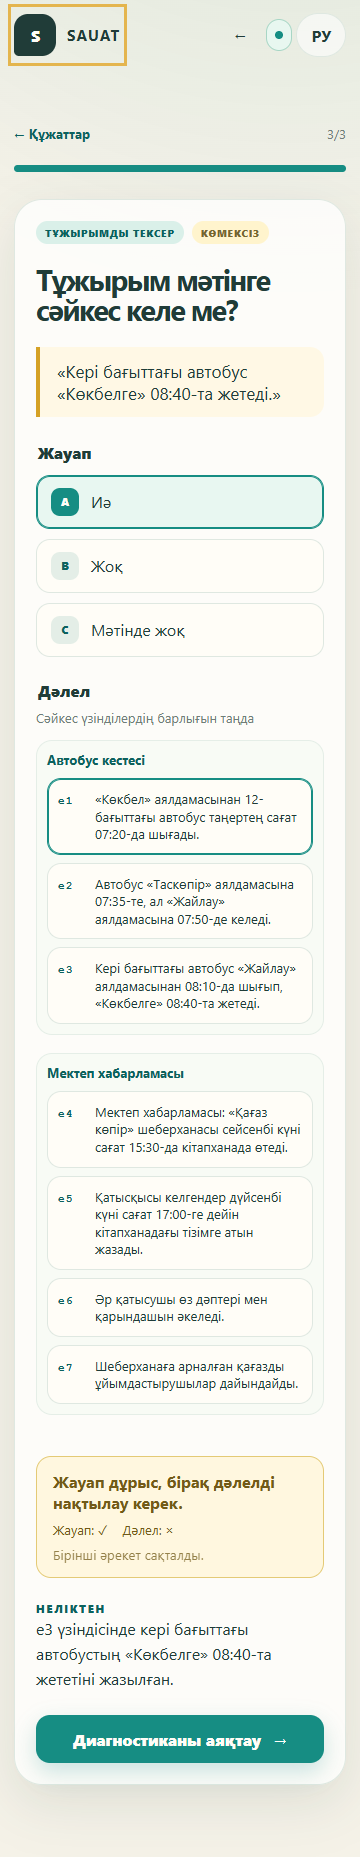 S SAUAT ← РУ
← Құжаттар 3/3
ТҰЖЫРЫМДЫ ТЕКСЕР КӨМЕКСІЗ
Тұжырым мәтінге
сәйкес келе ме?
«Кері бағыттағы автобус
«Көкбелге» 08:40-та жетеді.»
Жауап
A Иә
B Жоқ
C Мәтінде жоқ
Дәлел
Сәйкес үзінділердің барлығын таңда
Автобус кестесі
e1 «Көкбел» аялдамасынан 12-
бағыттағы автобус таңертең сағат
07:20-да шығады.
e2 Автобус «Таскөпір» аялдамасына
07:35-те, ал «Жайлау»
аялдамасына 07:50-де келеді.
e3 Кері бағыттағы автобус «Жайлау»
аялдамасынан 08:10-да шығып,
«Көкбелге» 08:40-та жетеді.
Мектеп хабарламасы
e4 Мектеп хабарламасы: «Қағаз
көпір» шеберханасы сейсенбі күні
сағат 15:30-да кітапханада өтеді.
e5 Қатысқысы келгендер дүйсенбі
күні сағат 17:00-ге дейін
кітапханадағы тізімге атын
жазады.
e6 Әр қатысушы өз дәптері мен
қарындашын әкеледі.
e7 Шеберханаға арналған қағазды
ұйымдастырушылар дайындайды.
Жауап дұрыс, бірақ дәлелді
нақтылау керек.
Жауап: ✓ Дәлел: ×
Бірінші әрекет сақталды.
НЕЛІКТЕН
e3 үзіндісінде кері бағыттағы
автобустың «Көкбелге» 08:40-та
жететіні жазылған.
Диагностиканы аяқтау →